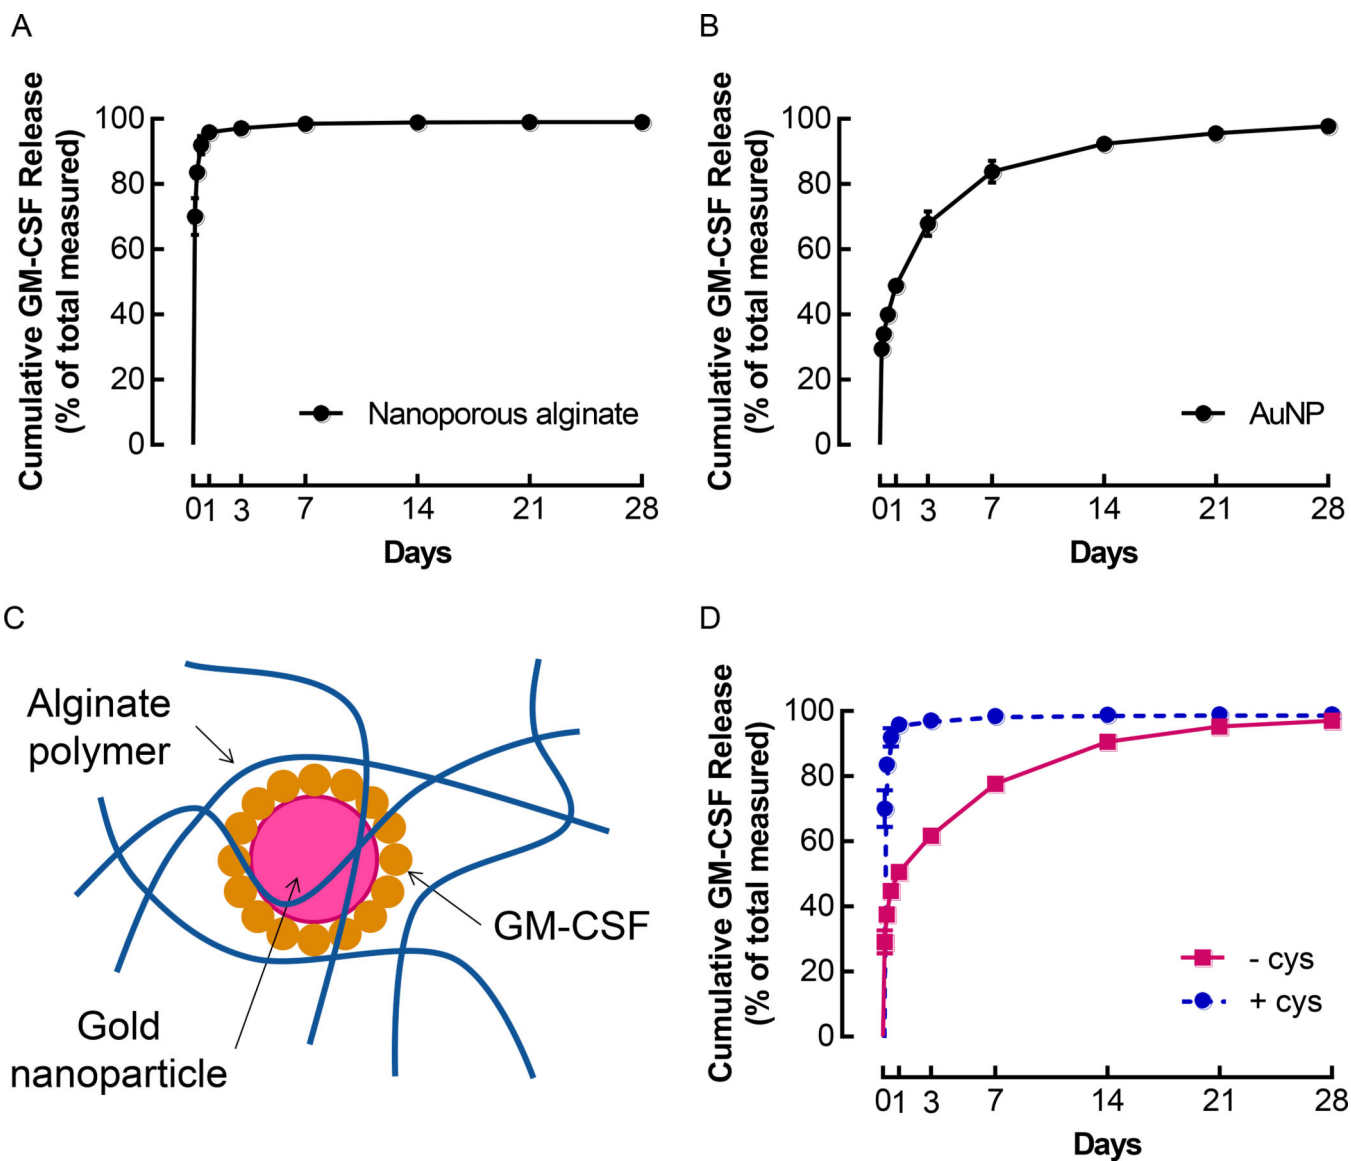 A
Cumulative GM-CSF Release
(% of total measured)
100
80
60
40
20
0
Nanoporous alginate
0 1 3 7 14 21 28
Days
B
Cumulative GM-CSF Release
(% of total measured)
100
80
60
40
20
0
AuNP
0 1 3 7 14 21 28
Days
C
Alginate
polymer
GM-CSF
Gold
nanoparticle
D
Cumulative GM-CSF Release
(% of total measured)
100
80
60
40
20
0
- cys
+ cys
0 1 3 7 14 21 28
Days